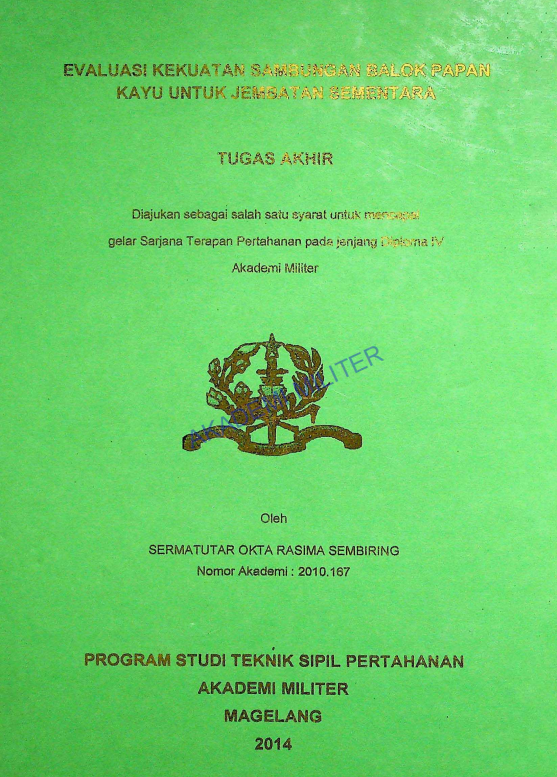 EVALUASI KEKUATAN SAMBUNGAN BALOK PAPAN
KAYU UNTUK JEMBATAN SEMENTARA
TUGAS AKHIR
Diajukan sebagai salah satu syarat untuk mencapai
gelar Sarjana Terapan Pertahanan pada jenjang Diploma IV
Akademi Militer
AKADEMI MILITER
Oleh
SERMATUTAR OKTA RASIMA SEMBIRING
Nomor Akademi : 2010.167
PROGRAM STUDI TEKNIK SIPIL PERTAHANAN
AKADEMI MILITER
MAGELANG
2014